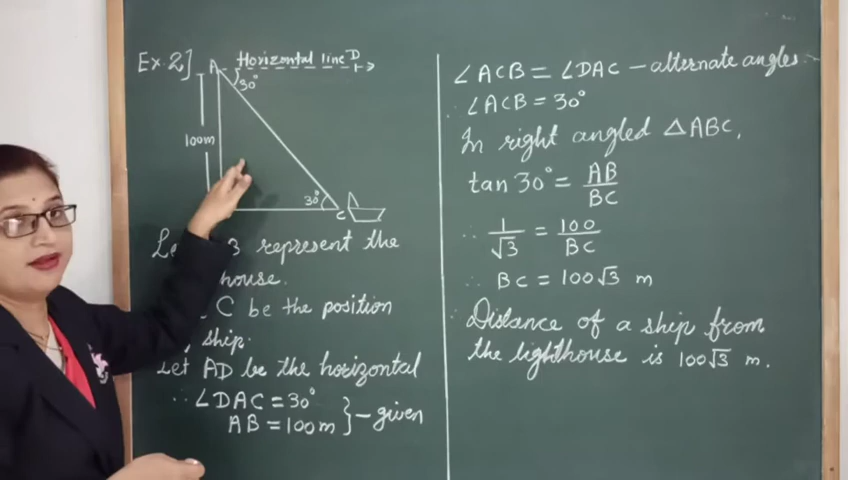 Ex. 2]
A Horizontal line D
30°
100m
30°
C
Le 3 represent the
house.
C be the position
ship.
Let AD be the horizontal
∴ ∠DAC = 30°
AB = 100m } - given
∠ACB = ∠DAC - alternate angles
∴ ∠ACB = 30°
In right angled △ABC,
tan 30° = AB/BC
∴ 1/√3 = 100/BC
∴ BC = 100√3 m
∴ Distance of a ship from
the lighthouse is 100√3 m.